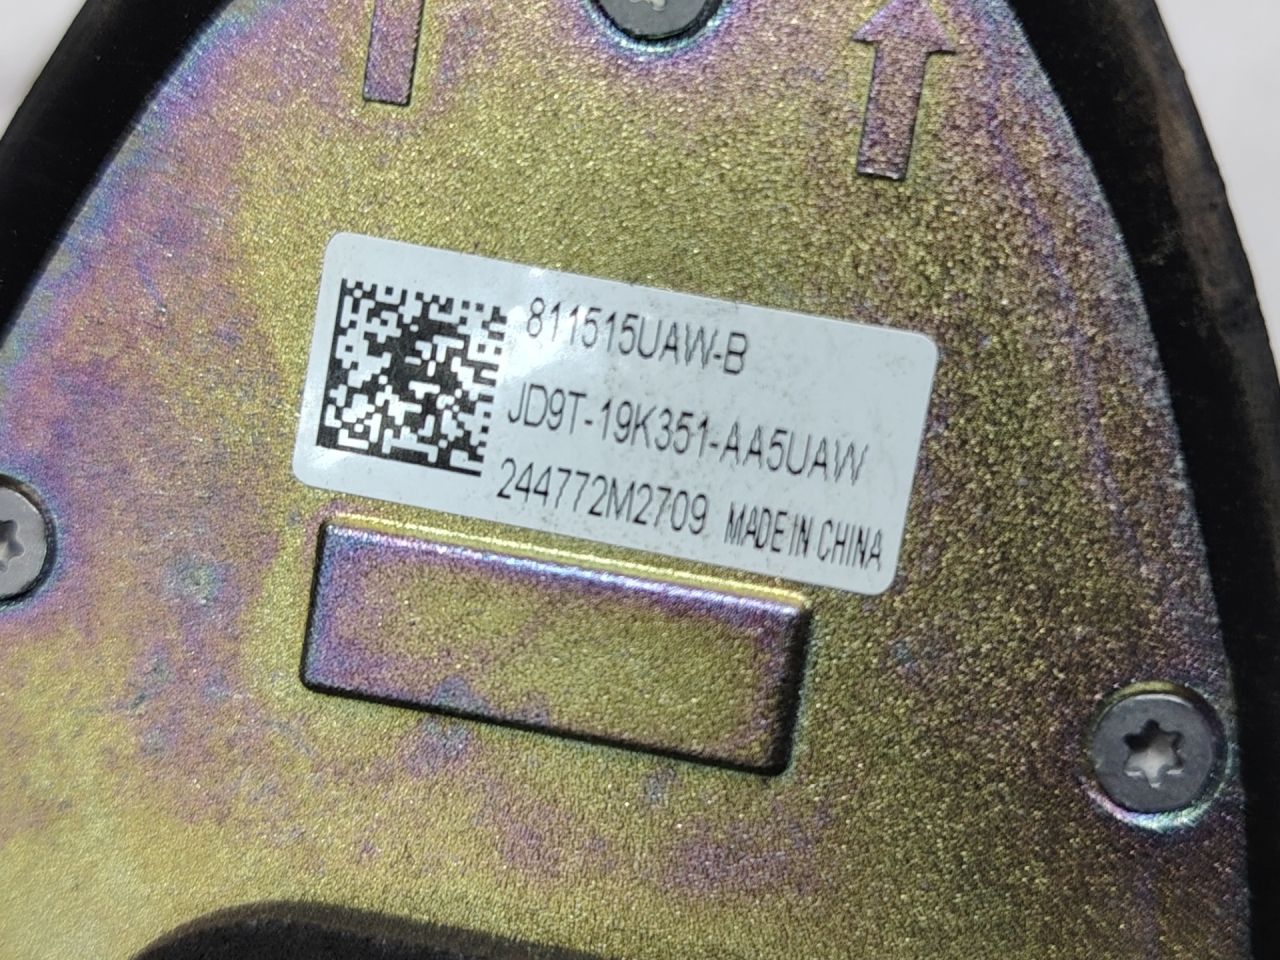 811515UAW-B
JD9T-19K351-AA5UAW
244772M2709 MADE IN CHINA